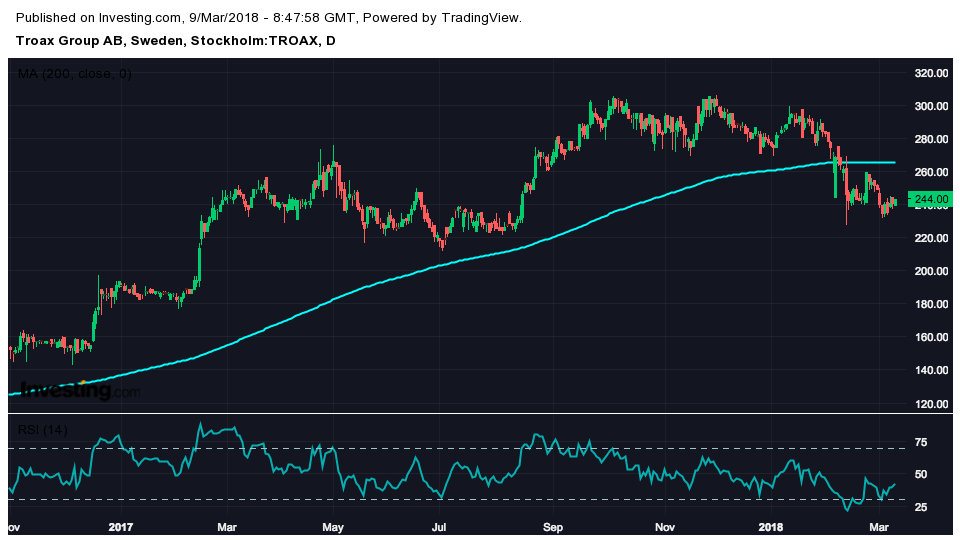 Published on Investing.com, 9/Mar/2018 - 8:47:58 GMT, Powered by TradingView.
Troax Group AB, Sweden, Stockholm:TROAX, D
MA (200, close, 0)
320.00
300.00
280.00
260.00
244.00
240.00
220.00
200.00
180.00
160.00
140.00
120.00
Investing.com
RSI (14)
75
50
25
ov 2017 Mar May Jul Sep Nov 2018 Mar